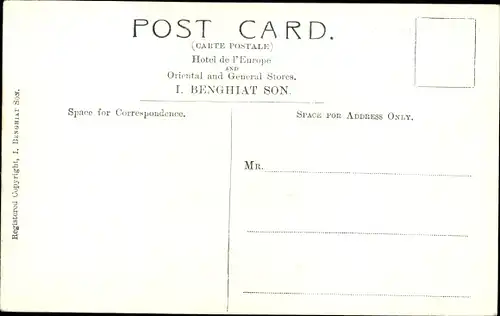 POST CARD.
(CARTE POSTALE)
Hotel de l'Europe
AND
Oriental and General Stores.
I. BENGHIAT SON.
Space for Correspondence.
SPACE FOR ADDRESS ONLY.
MR.
Registered Copyright, I. BENGHIAT SON.